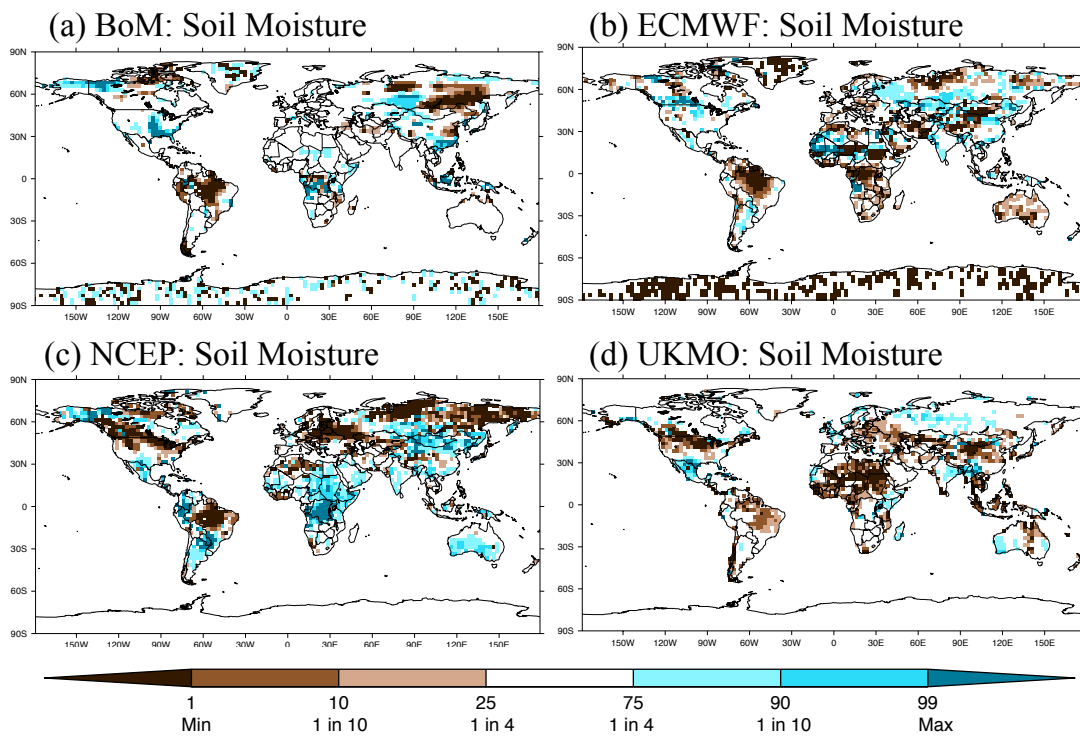 (a) BoM: Soil Moisture
(b) ECMWF: Soil Moisture
90N
60N
30N
0
30S
60S
90S
150W 120W 90W 60W 30W 0 30E 60E 90E 120E 150E
90N
60N
30N
0
30S
60S
90S
150W 120W 90W 60W 30W 0 30E 60E 90E 120E 150E
(c) NCEP: Soil Moisture
(d) UKMO: Soil Moisture
90N
60N
30N
0
30S
60S
90S
150W 120W 90W 60W 30W 0 30E 60E 90E 120E 150E
90N
60N
30N
0
30S
60S
90S
150W 120W 90W 60W 30W 0 30E 60E 90E 120E 150E
1 10 25 75 90 99
Min 1 in 10 1 in 4 1 in 4 1 in 10 Max